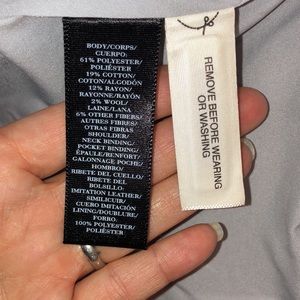 BODY/CORPS/
CUERPO:
61% POLYESTER/
POLIÉSTER
19% COTTON/
COTON/ALGODÓN
12% RAYON/
RAYONNE/RAYÓN
2% WOOL/
LAINE/LANA
6% OTHER FIBERS/
AUTRES FIBRES/
OTRAS FIBRAS
SHOULDER/
NECK BINDING/
POCKET BINDING/
ÉPAULE/RENFORT/
GALONNAGE POCHE/
HOMBRO/
RIBETE DEL CUELLO/
RIBETE DEL
BOLSILLO-
IMITATION LEATHER/
SIMILICUIR/
CUERO IMITACIÓN
LINING/DOUBLURE/
FORRO:
100% POLYESTER/
POLIÉSTER
REMOVE BEFORE WEARING
OR WASHING